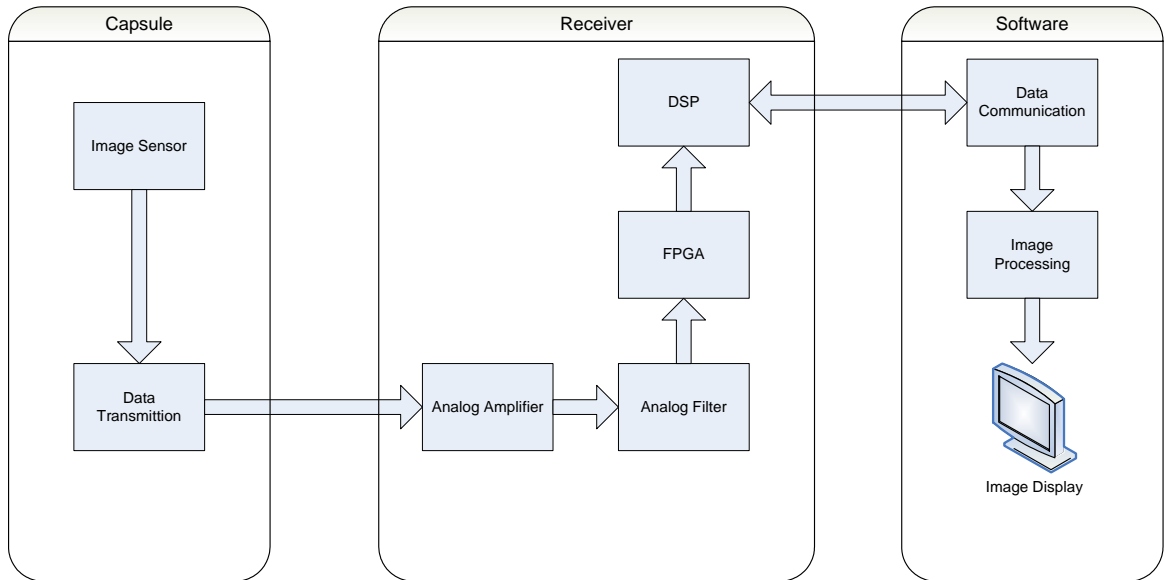 Capsule
Image Sensor
Data
Transmittion
Receiver
DSP
FPGA
Analog Amplifier
Analog Filter
Software
Data
Communication
Image
Processing
Image Display